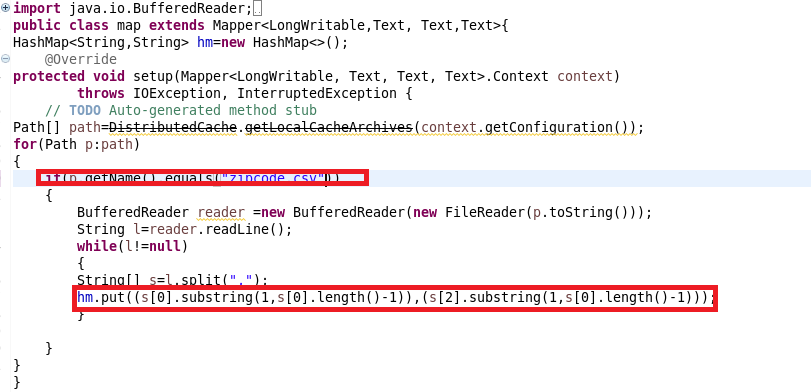 import java.io.BufferedReader;
public class map extends Mapper<LongWritable,Text, Text,Text>{
HashMap<String,String> hm=new HashMap<>();
@Override
protected void setup(Mapper<LongWritable, Text, Text, Text>.Context context)
throws IOException, InterruptedException {
// TODO Auto-generated method stub
Path[] path=DistributedCache.getLocalCacheArchives(context.getConfiguration());
for(Path p:path)
{
if(p.getName().equals("zipcode.csv"))
{
BufferedReader reader =new BufferedReader(new FileReader(p.toString()));
String l=reader.readLine();
while(l!=null)
{
String[] s=l.split(",");
hm.put((s[0].substring(1,s[0].length()-1)),(s[2].substring(1,s[0].length()-1)));
}
}
}
}